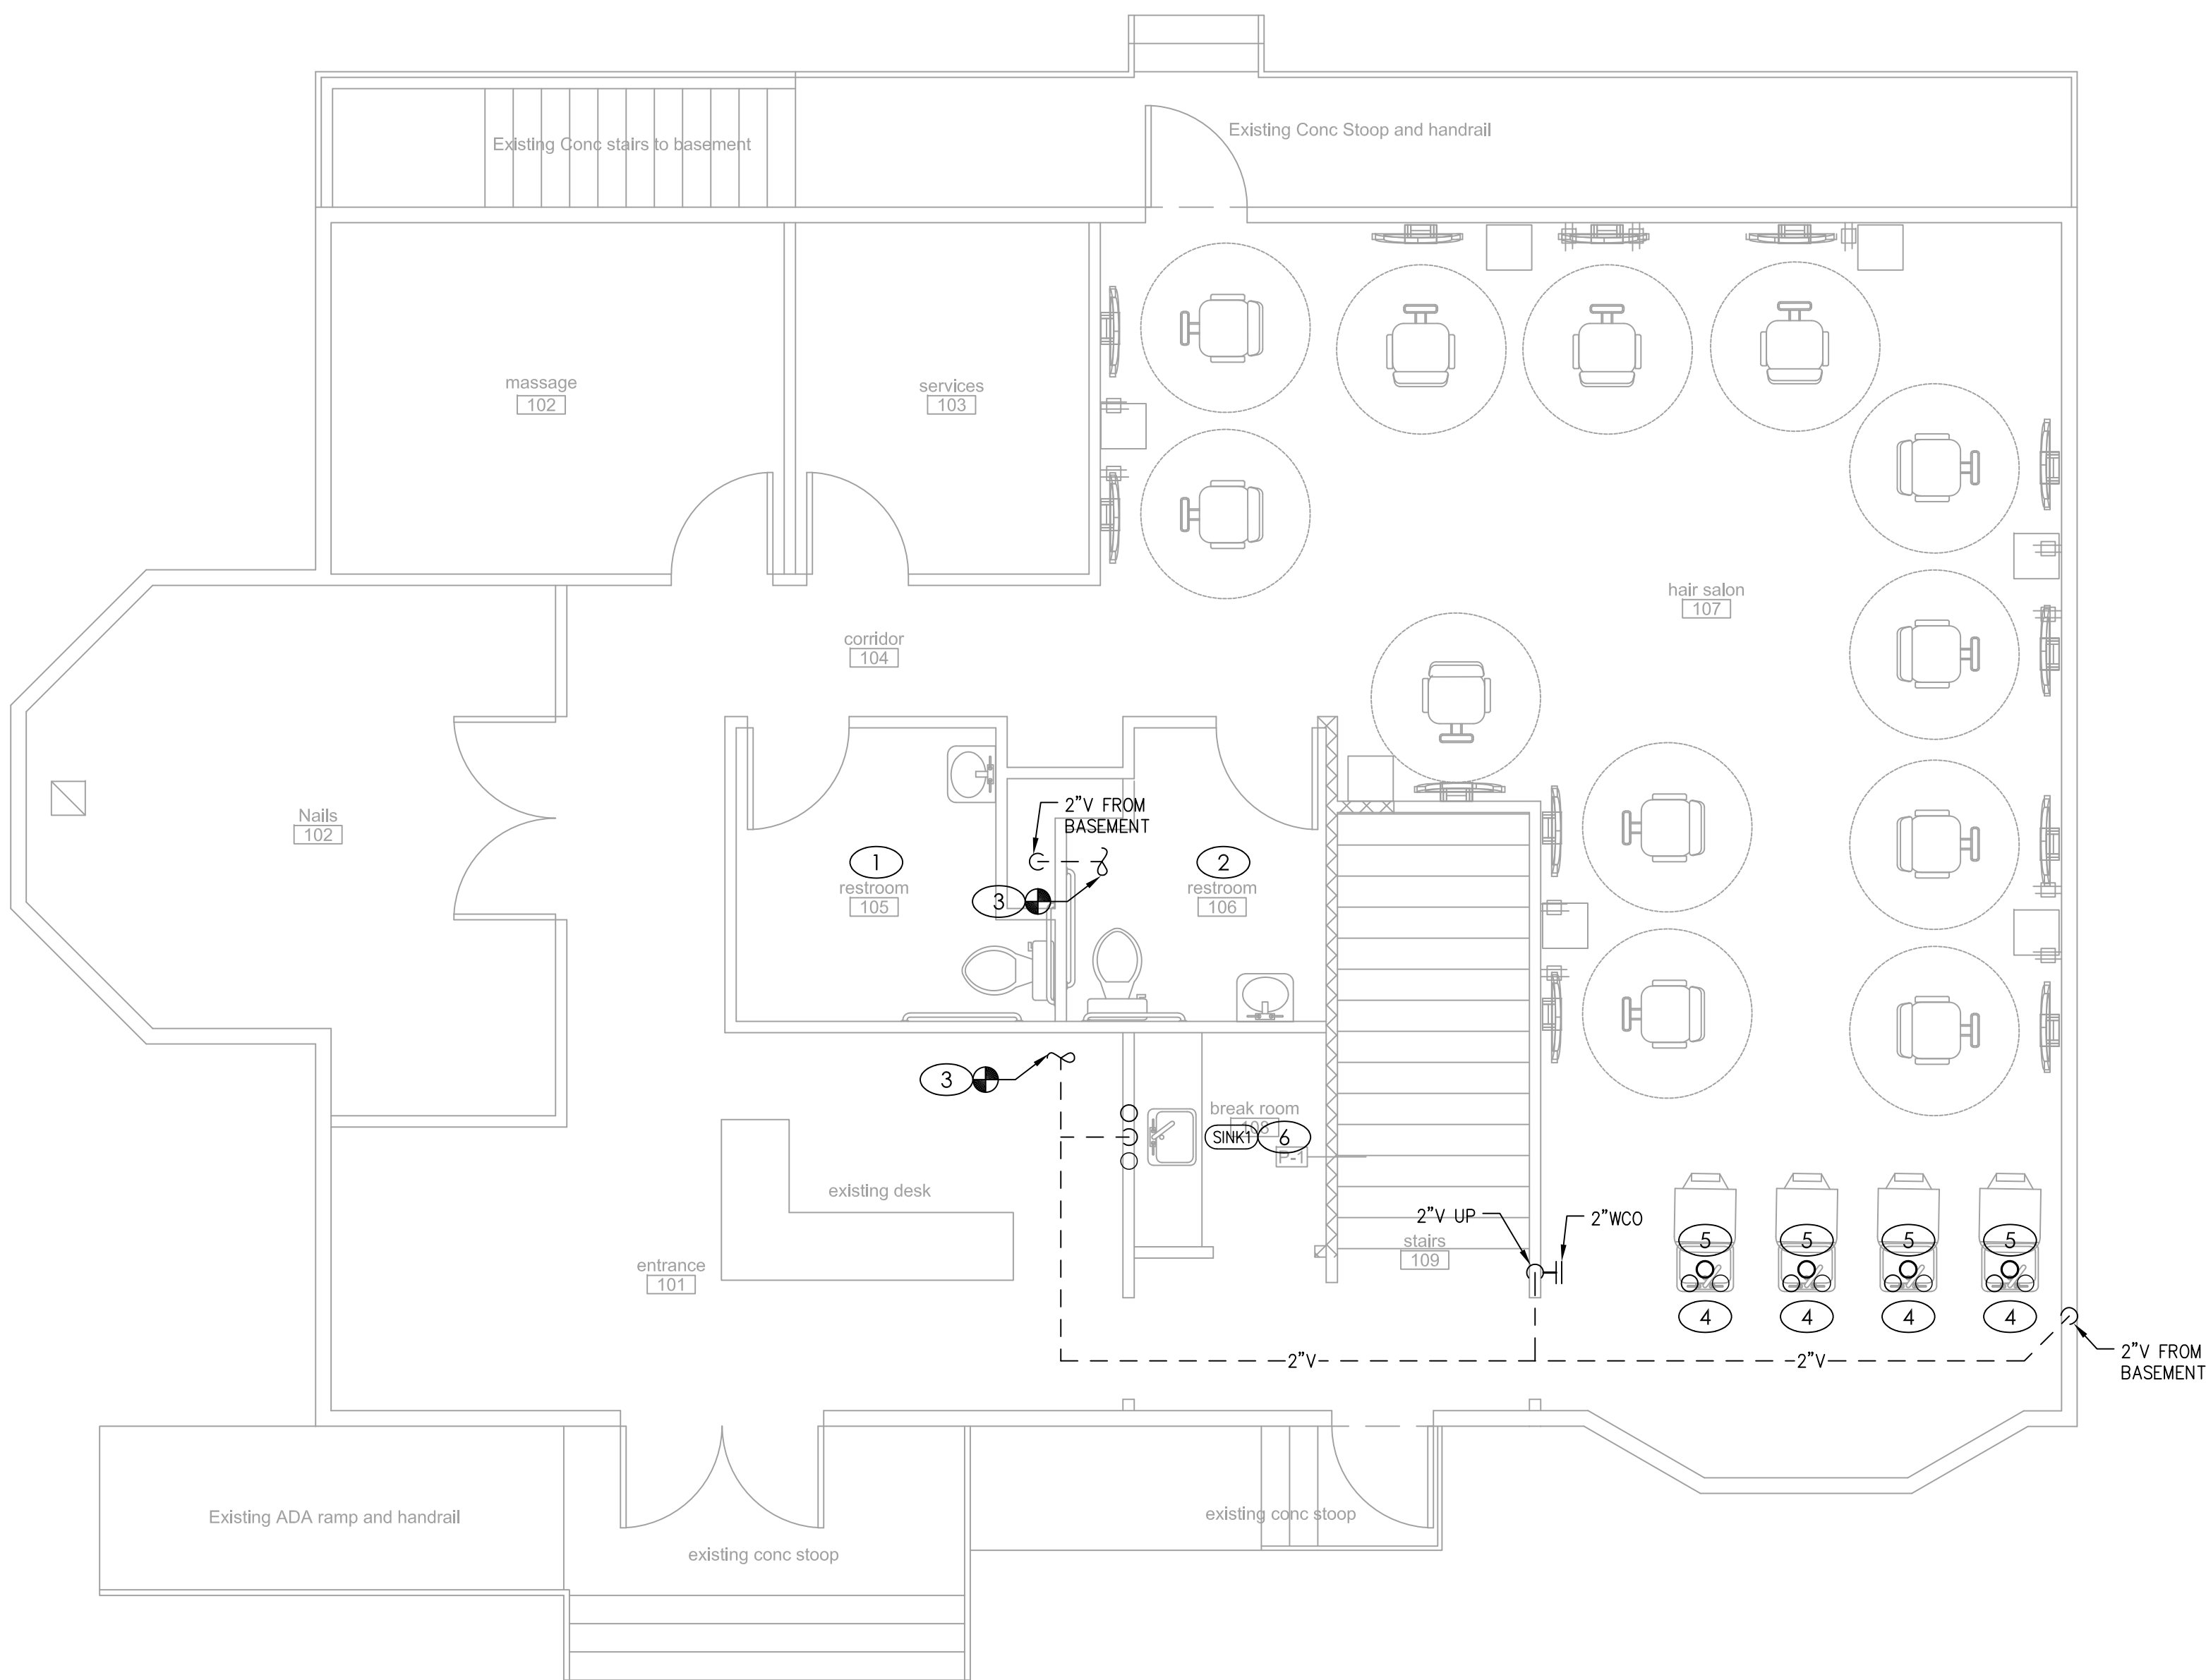 Existing Conc Stoop and handrail
Existing Conc stairs to basement
massage
102
services
103
hair salon
107
corridor
104
2"V FROM
BASEMENT
Nails
102
1
restroom
105
2
restroom
106
3
3
break room
108
SINK1
6
P-1
existing desk
2"V UP
2"WCO
stairs
109
5
5
5
5
entrance
101
4
4
4
4
2"V
2"V
2"V FROM
BASEMENT
Existing ADA ramp and handrail
existing conc stoop
existing conc stoop